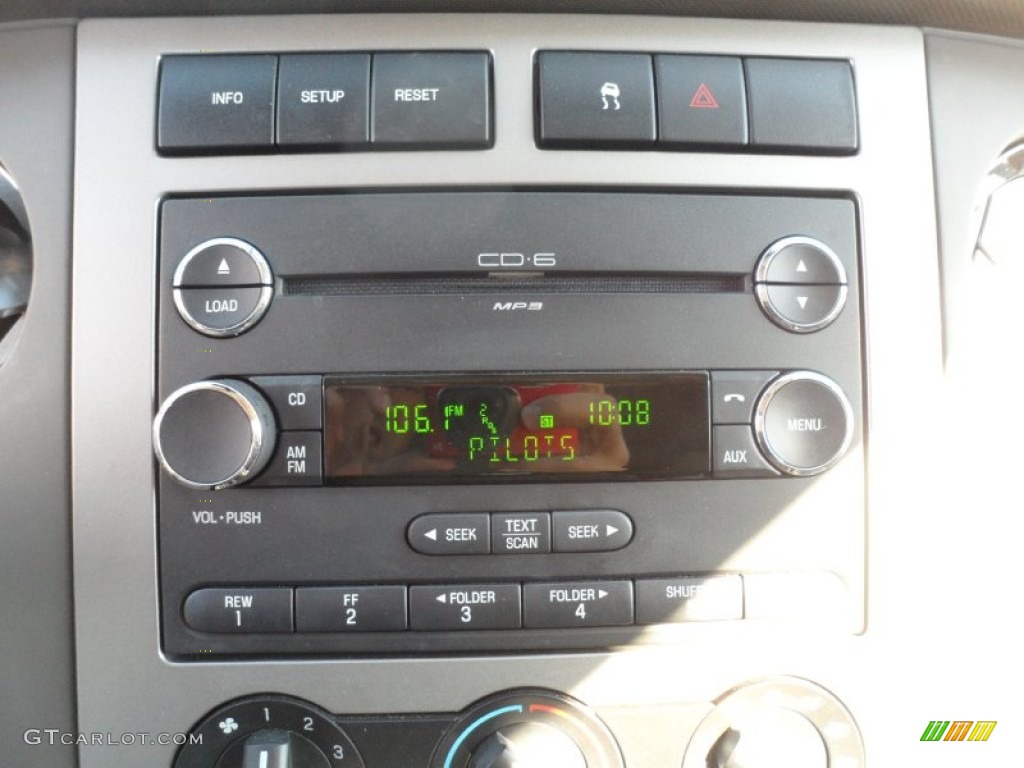 INFO SETUP RESET
CD·6
LOAD
MP3
CD
106.1 FM 2 ST 10:08
MENU
AM
FM
PILOTS
AUX
VOL·PUSH
◄ SEEK TEXT SCAN SEEK ►
REW 1 FF 2 ◄ FOLDER 3 FOLDER ► 4
1 2 3
GTCARLOT.COM